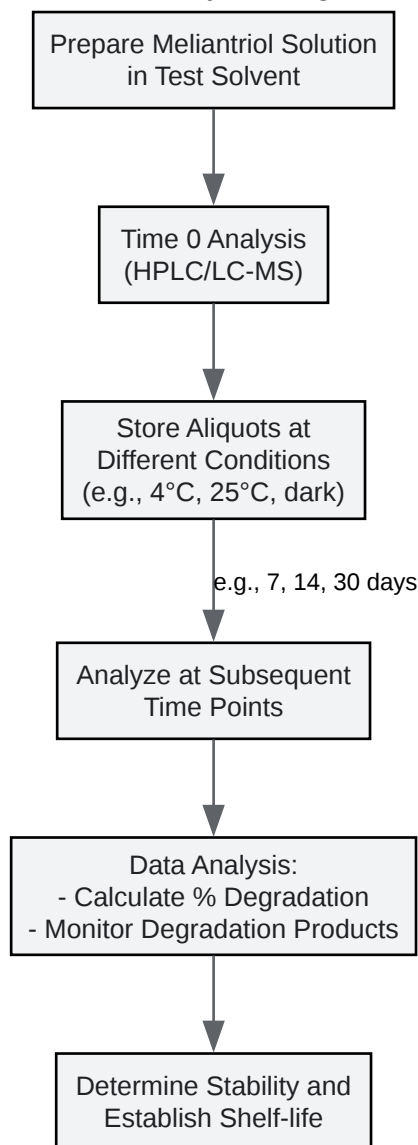 Prepare Meliantriol Solution
in Test Solvent
Time 0 Analysis
(HPLC/LC-MS)
Store Aliquots at
Different Conditions
(e.g., 4°C, 25°C, dark)
e.g., 7, 14, 30 days
Analyze at Subsequent
Time Points
Data Analysis:
- Calculate % Degradation
- Monitor Degradation Products
Determine Stability and
Establish Shelf-life